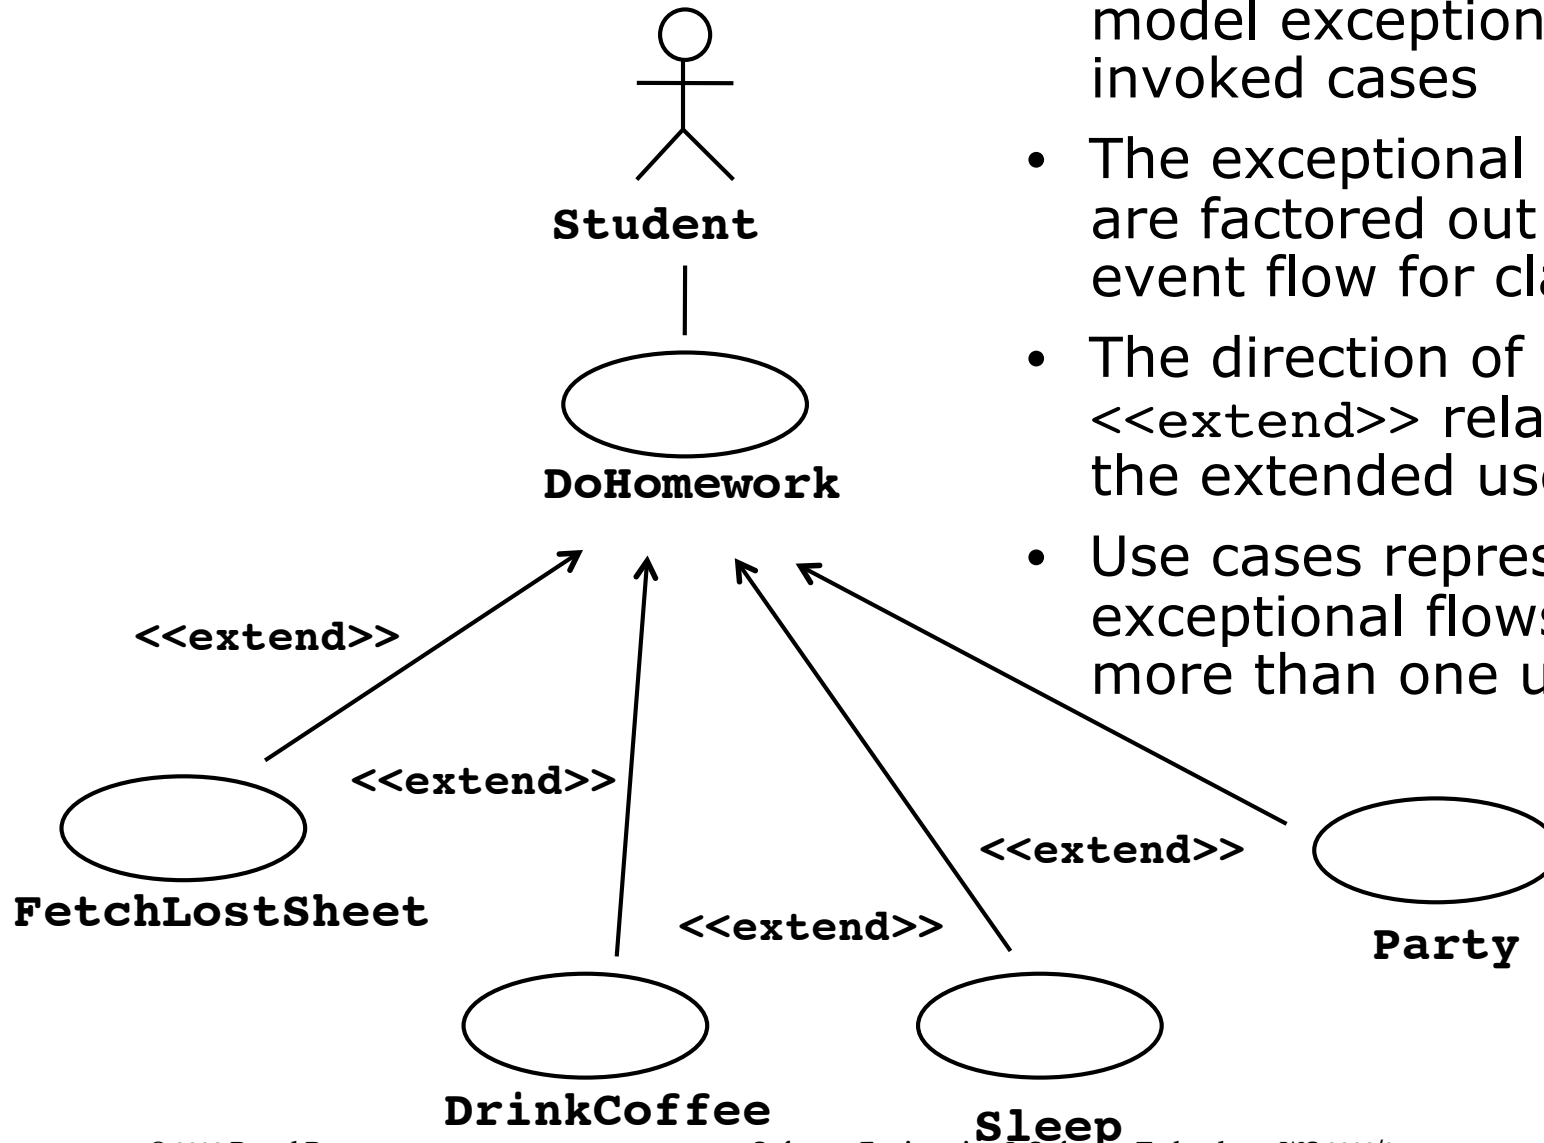 model exception
invoked cases
• The exceptional
are factored out
event flow for cla
• The direction of
<<extend>> rela
the extended use
• Use cases repres
exceptional flows
more than one u
Student
DoHomework
<<extend>>
<<extend>>
<<extend>>
<<extend>>
FetchLostSheet
Party
DrinkCoffee
Sleep